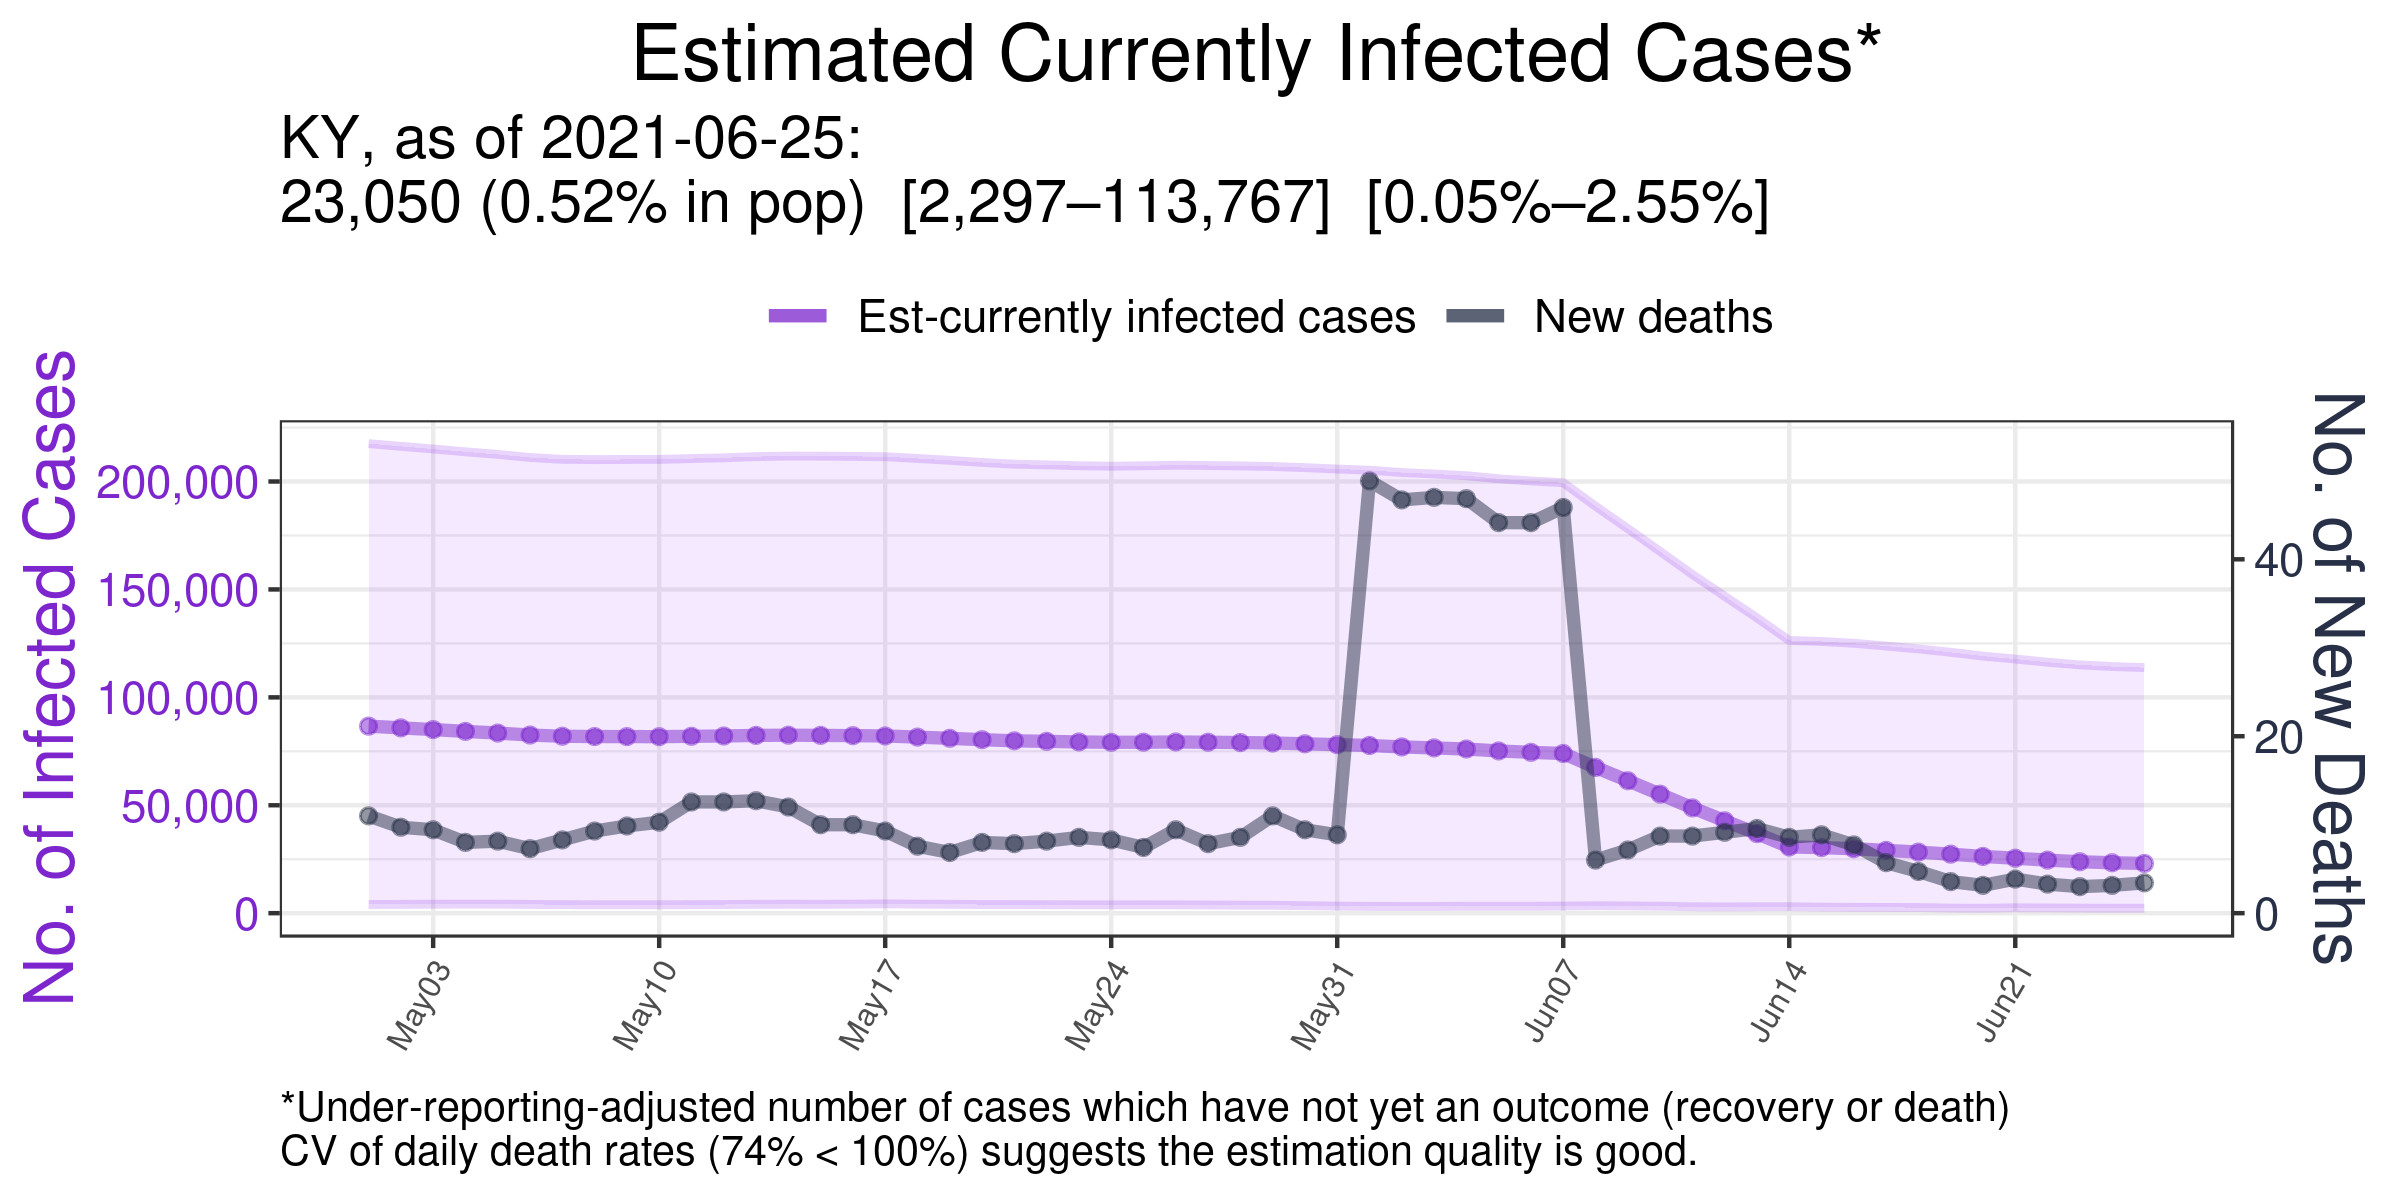 Estimated Currently Infected Cases*
KY, as of 2021-06-25:
23,050 (0.52% in pop)  [2,297–113,767]  [0.05%–2.55%]
Est-currently infected cases
New deaths
No. of Infected Cases
200,000
150,000
100,000
50,000
0
40
20
0
No. of New Deaths
May03
May10
May17
May24
May31
Jun07
Jun14
Jun21
*Under-reporting-adjusted number of cases which have not yet an outcome (recovery or death)
CV of daily death rates (74% < 100%) suggests the estimation quality is good.